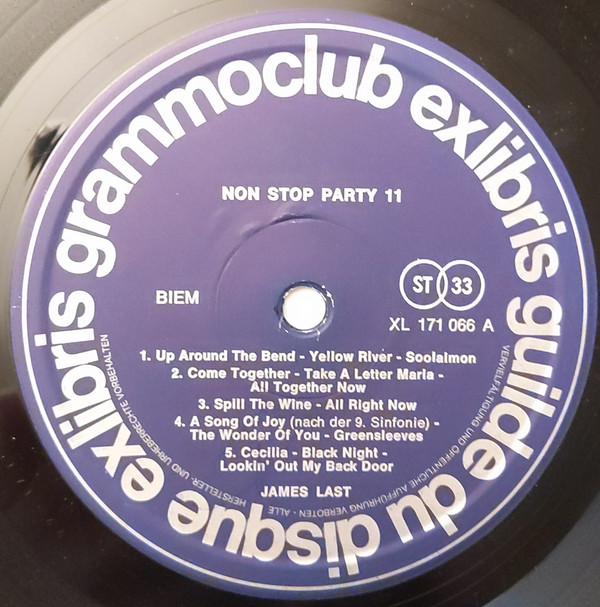 grammoclub exlibris guilde du disque exlibris
NON STOP PARTY 11
BIEM
ST 33
XL 171 066 A
1. Up Around The Bend - Yellow River - Soolaimon
2. Come Together - Take A Letter Maria -
All Together Now
3. Spill The Wine - All Right Now
4. A Song Of Joy (nach der 9. Sinfonie) -
The Wonder Of You - Greensleeves
5. Cecilia - Black Night -
Lookin' Out My Back Door
JAMES LAST
VERVIELFÄLTIGUNG UND ÖFFENTLICHE AUFFÜHRUNG VERBOTEN - ALLE HERSTELLER- UND URHEBERRECHTE VORBEHALTEN